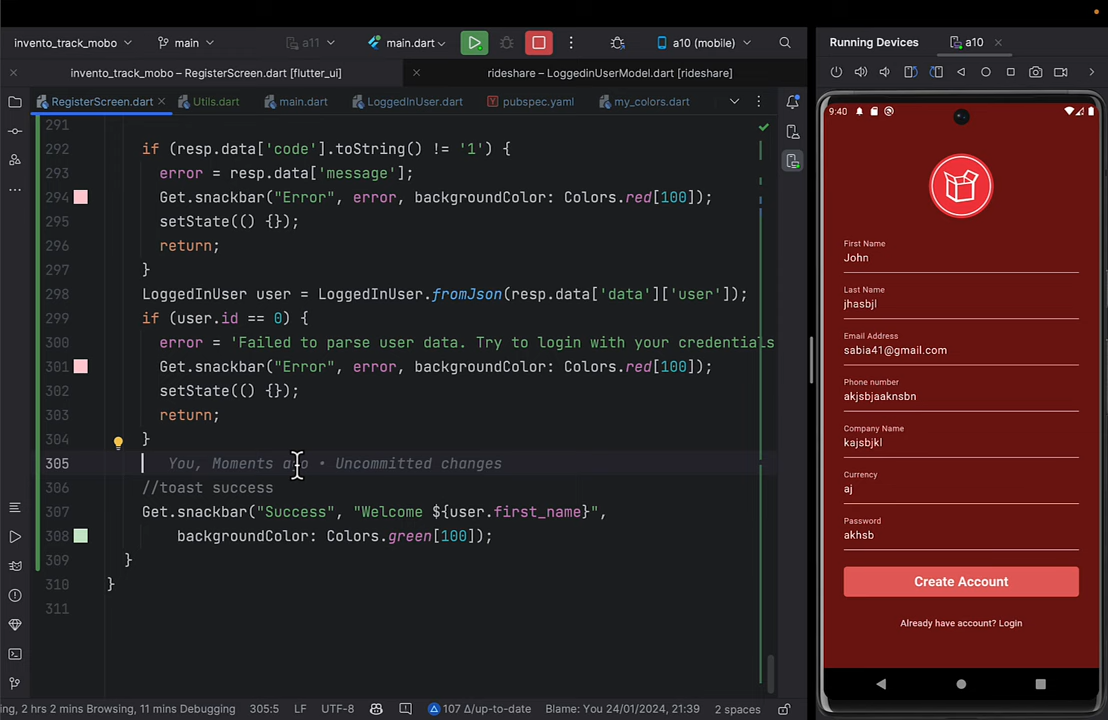 invento_track_mobo
main
a11
main.dart
a10 (mobile)
Running Devices
a10
invento_track_mobo – RegisterScreen.dart [flutter_ui]
rideshare – LoggedinUserModel.dart [rideshare]
RegisterScreen.dart
Utils.dart
main.dart
LoggedInUser.dart
pubspec.yaml
my_colors.dart
291
292 if (resp.data['code'].toString() != '1') {
293 error = resp.data['message'];
294 Get.snackbar("Error", error, backgroundColor: Colors.red[100]);
295 setState(() {});
296 return;
297 }
298 LoggedInUser user = LoggedInUser.fromJson(resp.data['data']['user']);
299 if (user.id == 0) {
300 error = 'Failed to parse user data. Try to login with your credentials
301 Get.snackbar("Error", error, backgroundColor: Colors.red[100]);
302 setState(() {});
303 return;
304 }
305 You, Moments ago • Uncommitted changes
306 //toast success
307 Get.snackbar("Success", "Welcome ${user.first_name}",
308 backgroundColor: Colors.green[100]);
309 }
310 }
311
9:40
First Name
John
Last Name
jhasbjl
Email Address
sabia41@gmail.com
Phone number
akjsbjaaknsbn
Company Name
kajsbjkl
Currency
aj
Password
akhsb
Create Account
Already have account? Login
ing, 2 hrs 2 mins Browsing, 11 mins Debugging
305:5
LF
UTF-8
107 Δ/up-to-date
Blame: You 24/01/2024, 21:39
2 spaces